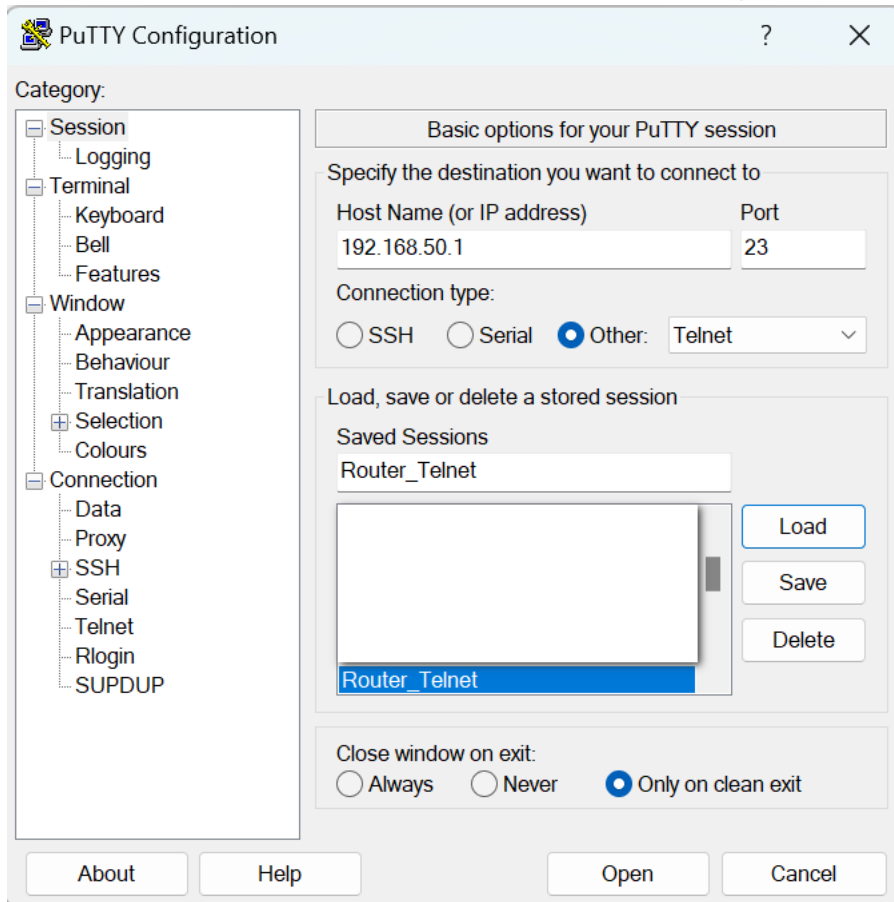 PuTTY Configuration
?
Category:
Session
Logging
Terminal
Keyboard
Bell
Features
Window
Appearance
Behaviour
Translation
Selection
Colours
Connection
Data
Proxy
SSH
Serial
Telnet
Rlogin
SUPDUP
Basic options for your PuTTY session
Specify the destination you want to connect to
Host Name (or IP address) Port
192.168.50.1 23
Connection type:
SSH Serial Other: Telnet
Load, save or delete a stored session
Saved Sessions
Router_Telnet
Load
Save
Delete
Router_Telnet
Close window on exit:
Always Never Only on clean exit
About Help Open Cancel